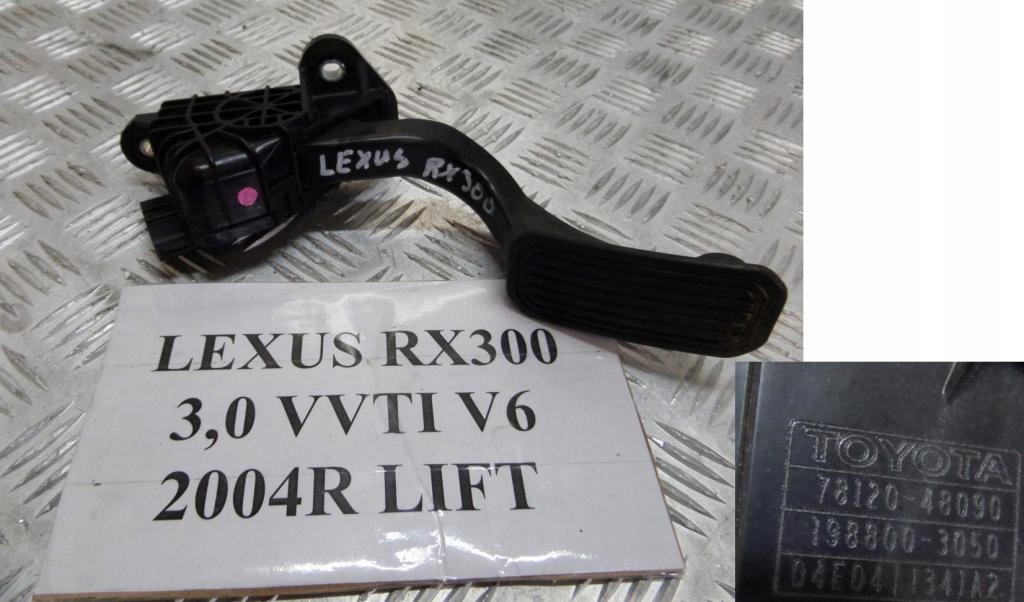 LEXUS RX300
LEXUS RX300
3,0 VVTI V6
2004R LIFT
TOYOTA
78120-48090
198800-3050
04E04 1341A2